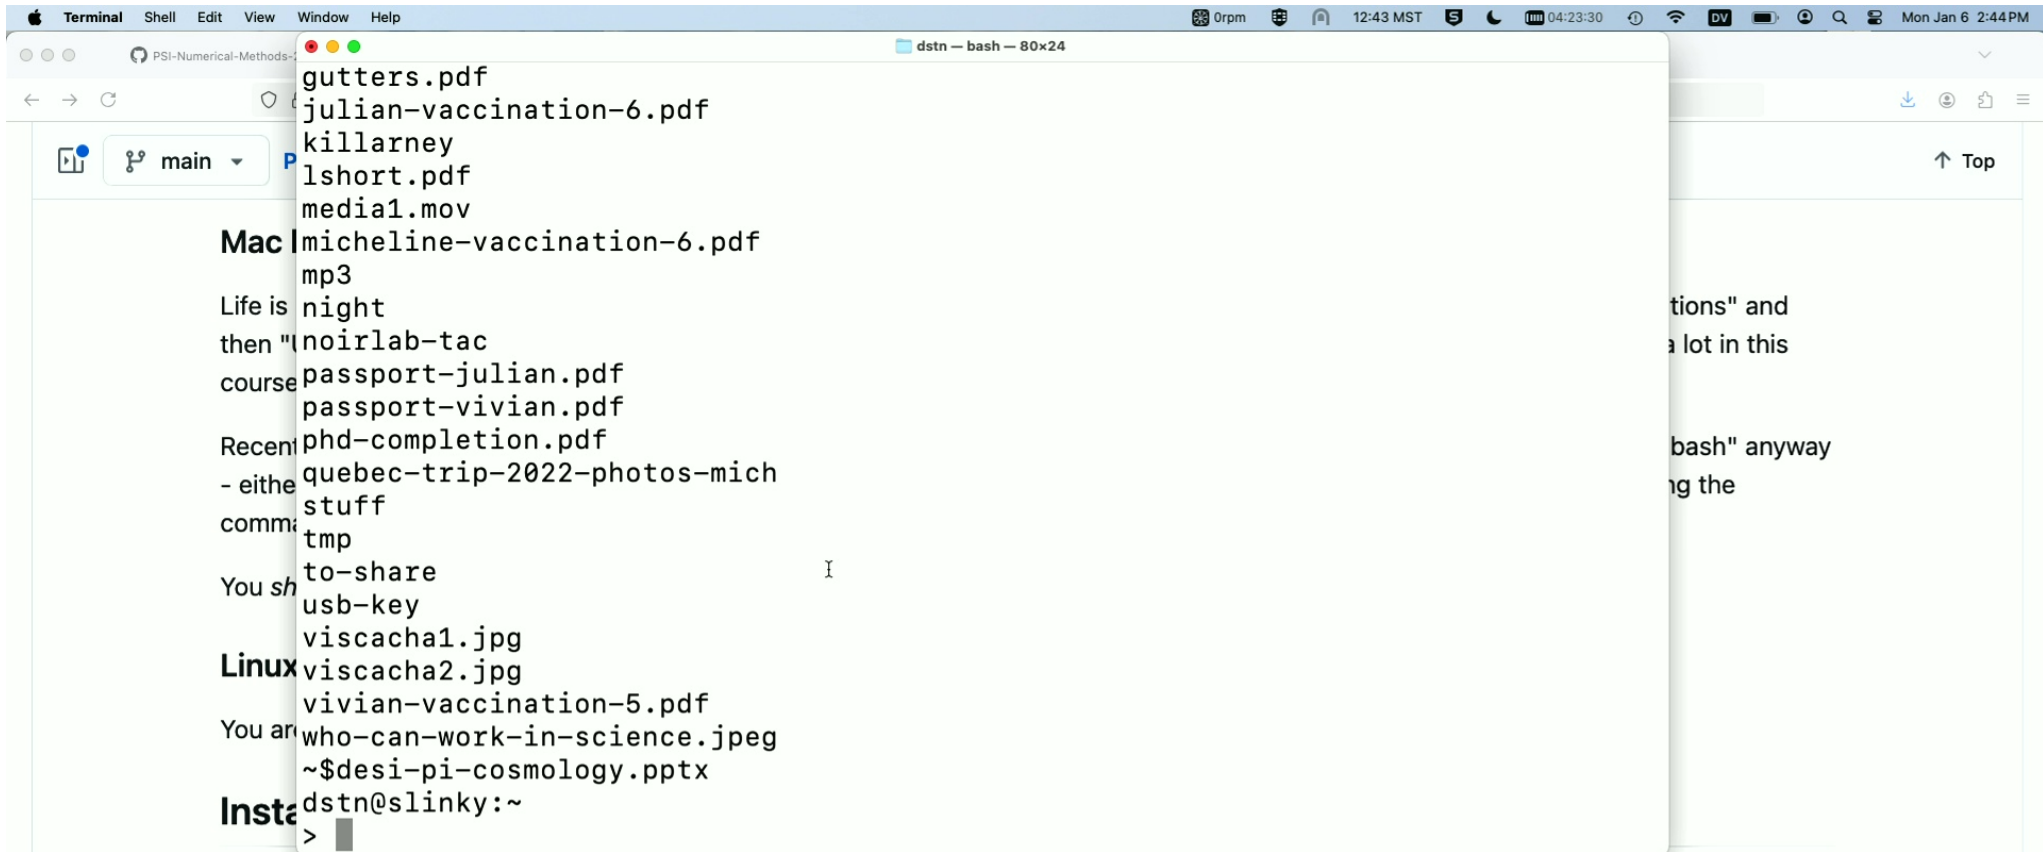 Terminal Shell Edit View Window Help 0rpm 12:43 MST 04:23:30 DV Mon Jan 6 2:44 PM
PSI-Numerical-Methods-2
dstn — bash — 80×24
main P
Top
Mac
Life is
then "U
course
Recent
- eithe
comma
You sh
Linux
You are
Insta
gutters.pdf
julian-vaccination-6.pdf
killarney
lshort.pdf
media1.mov
micheline-vaccination-6.pdf
mp3
night
noirlab-tac
passport-julian.pdf
passport-vivian.pdf
phd-completion.pdf
quebec-trip-2022-photos-mich
stuff
tmp
to-share
usb-key
viscacha1.jpg
viscacha2.jpg
vivian-vaccination-5.pdf
who-can-work-in-science.jpeg
~$desi-pi-cosmology.pptx
dstn@slinky:~
>
tions" and
a lot in this
bash" anyway
ng the